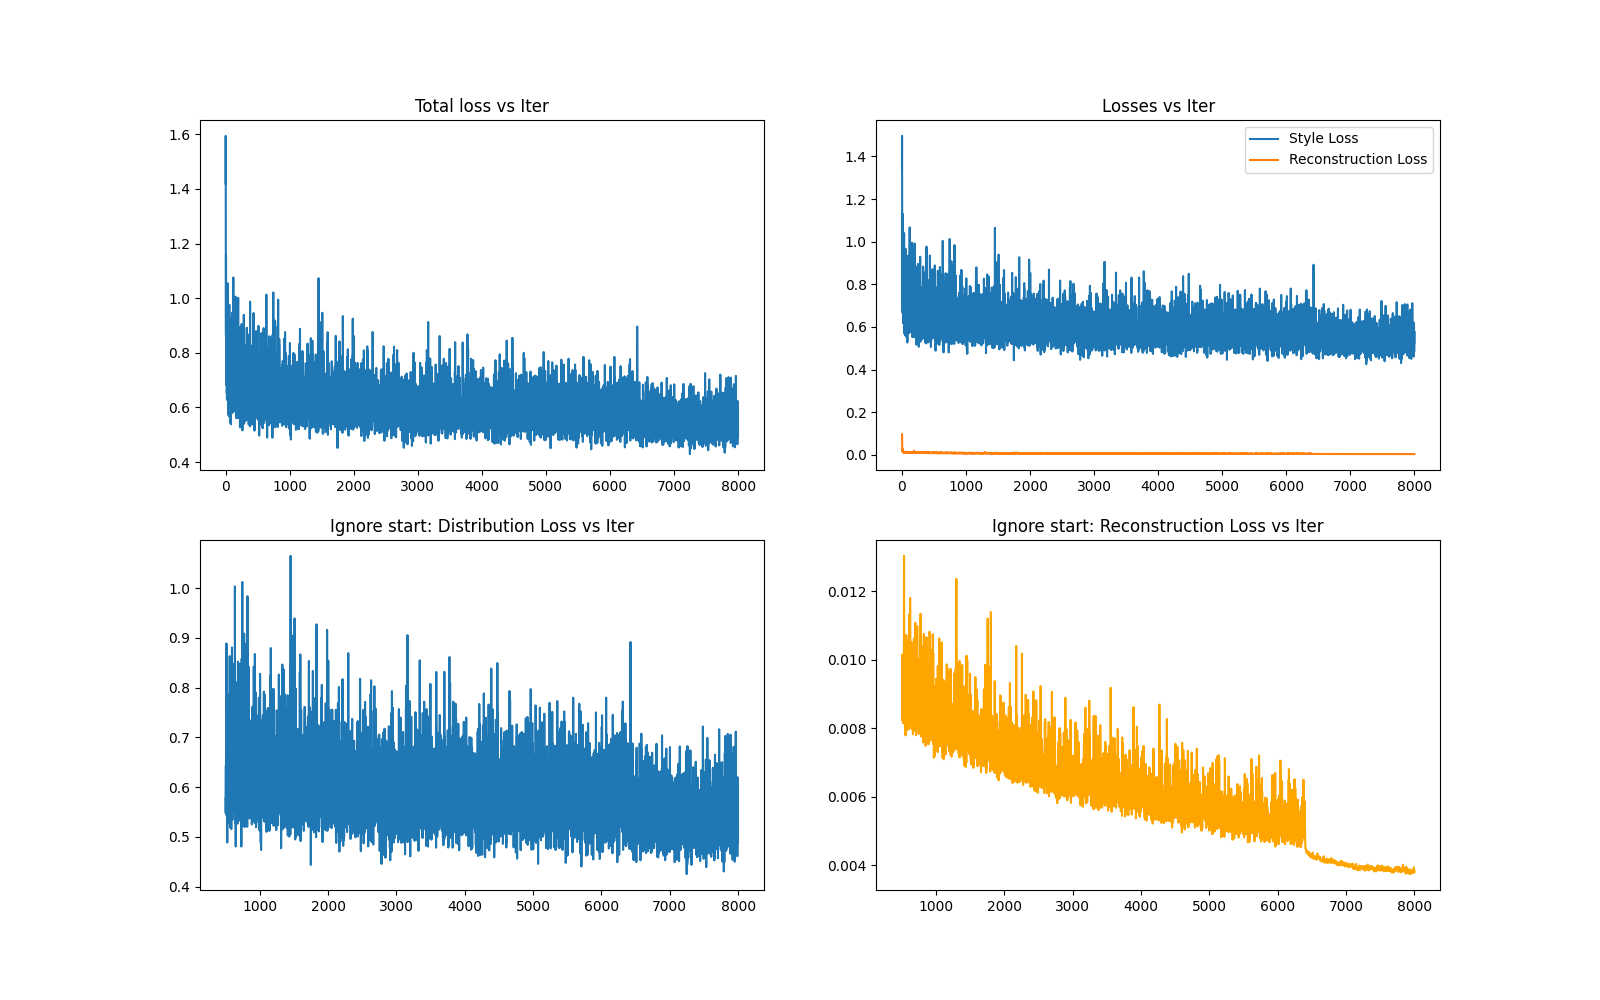 Total loss vs Iter
1.6
1.4
1.2
1.0
0.8
0.6
0.4
0 1000 2000 3000 4000 5000 6000 7000 8000
Losses vs Iter
Style Loss
Reconstruction Loss
1.4
1.2
1.0
0.8
0.6
0.4
0.2
0.0
0 1000 2000 3000 4000 5000 6000 7000 8000
Ignore start: Distribution Loss vs Iter
1.0
0.9
0.8
0.7
0.6
0.5
0.4
1000 2000 3000 4000 5000 6000 7000 8000
Ignore start: Reconstruction Loss vs Iter
0.012
0.010
0.008
0.006
0.004
1000 2000 3000 4000 5000 6000 7000 8000